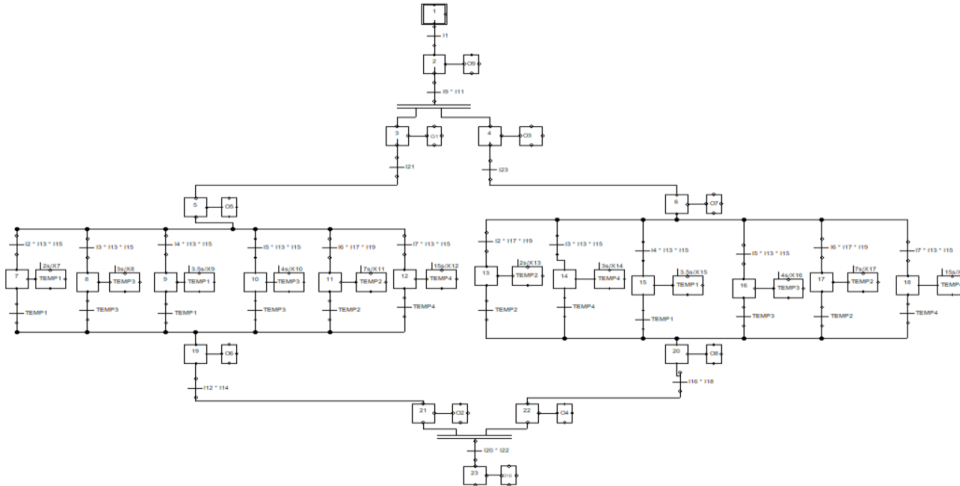 1
I1
2 O9
I9 * I11
3 O1 4 O3
I21 I23
5 O5 6 O7
I2 * I13 * I15 I3 * I13 * I15 I4 * I13 * I15 I5 * I13 * I15 I6 * I17 * I19 I7 * I13 * I15 I2 * I17 * I19 I3 * I13 * I15 I4 * I13 * I15 I5 * I13 * I15 I6 * I17 * I19 I7 * I13 * I15
2s/X7 3s/X8 3.5s/X9 4s/X10 7s/X11 15s/X12 2s/X13 3s/X14 3.5s/X15 4s/X16 7s/X17
7 TEMP1 8 TEMP3 9 TEMP1 10 TEMP3 11 TEMP2 12 TEMP4 13 TEMP2 14 TEMP4 15 TEMP1 16 TEMP3 17 TEMP2 18
TEMP1 TEMP3 TEMP1 TEMP3 TEMP2 TEMP4 TEMP2 TEMP4 TEMP1 TEMP3 TEMP2 TEMP4
19 O6 20 O8
I12 * I14 I16 * I18
21 O2 22 O4
I20 * I22
23